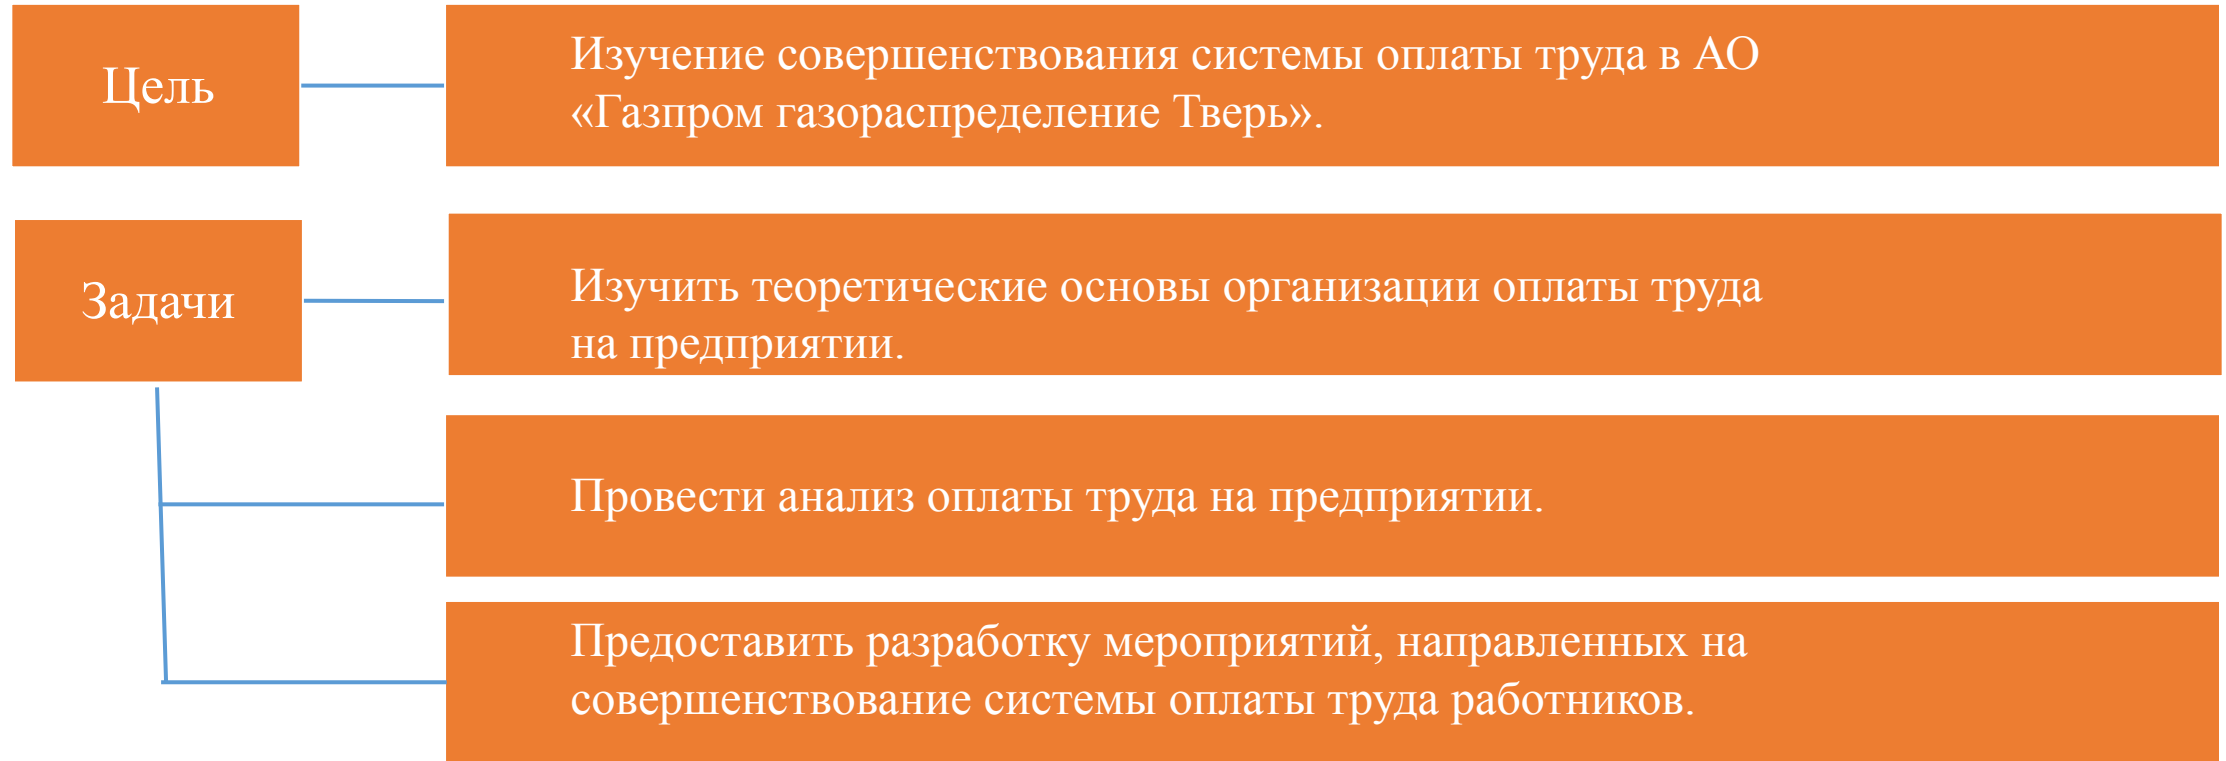 Цель
Изучение совершенствования системы оплаты труда в АО
«Газпром газораспределение Тверь».
Задачи
Изучить теоретические основы организации оплаты труда
на предприятии.
Провести анализ оплаты труда на предприятии.
Предоставить разработку мероприятий, направленных на
совершенствование системы оплаты труда работников.